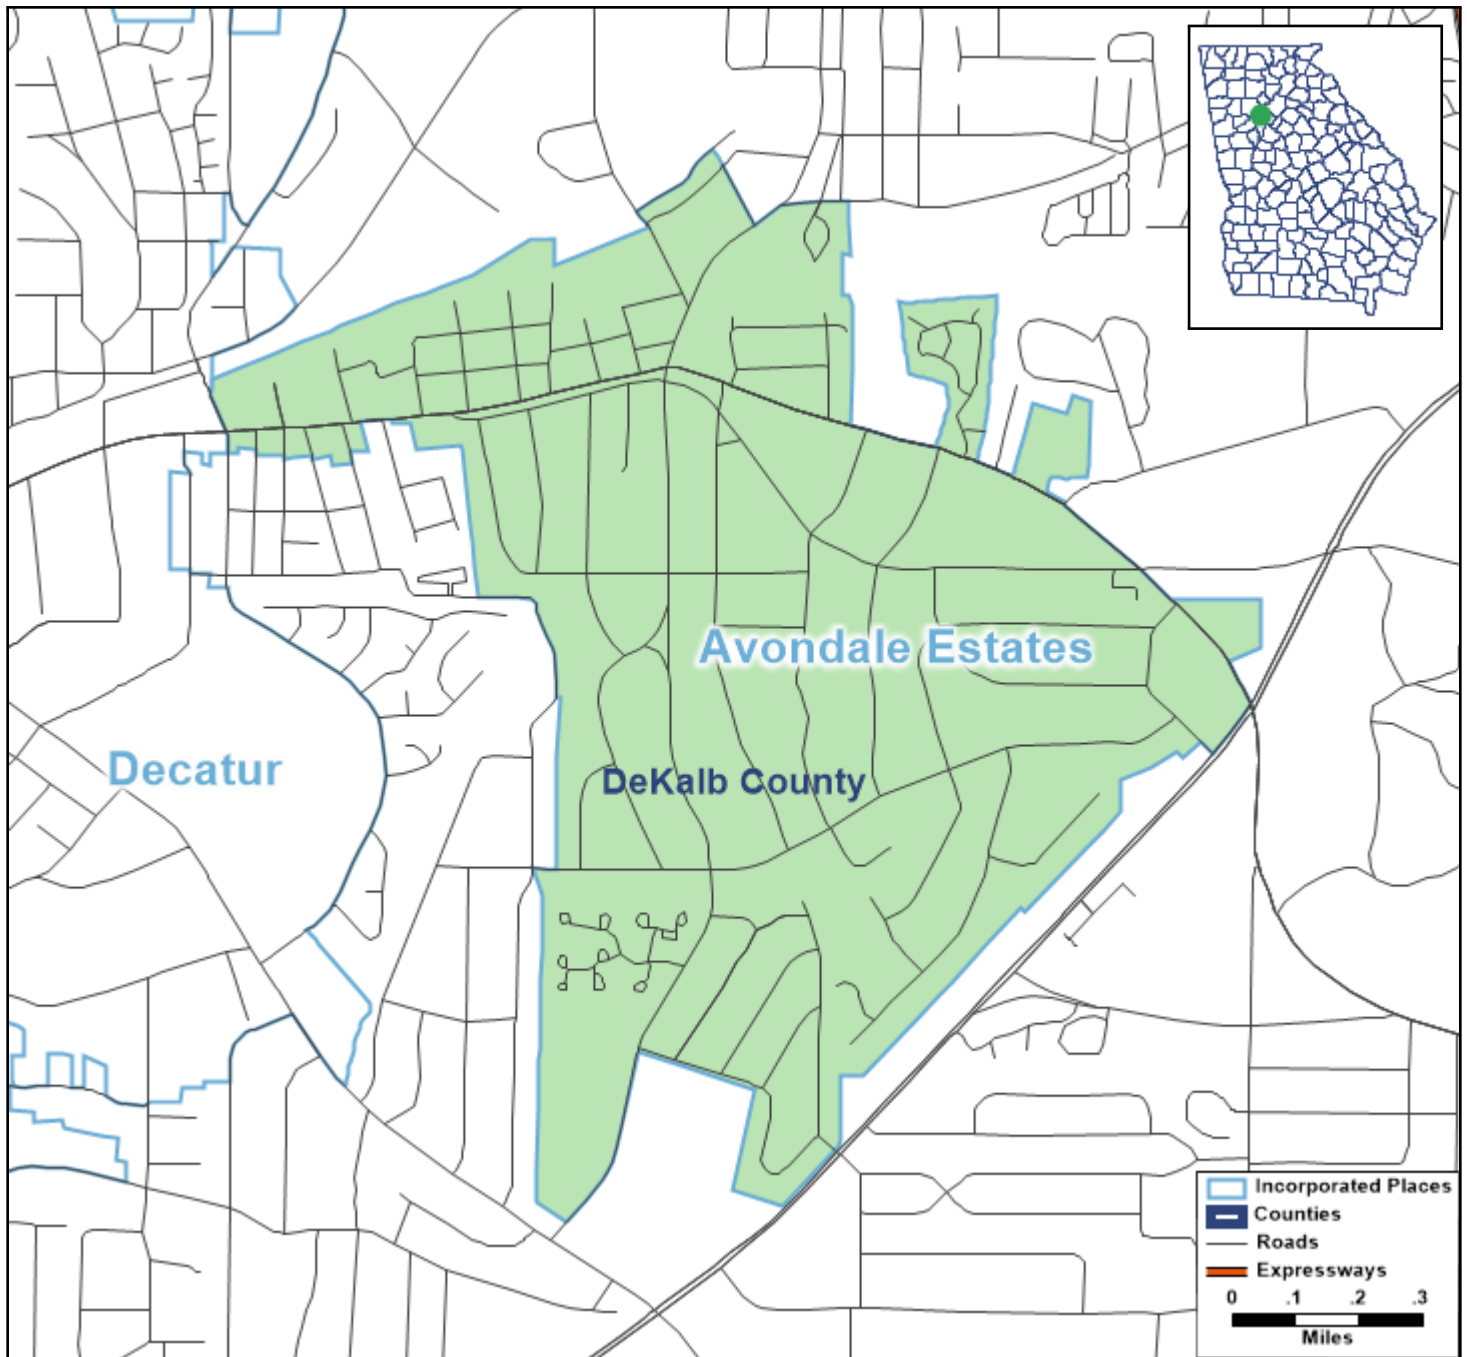 Avondale Estates
Decatur
DeKalb County
Incorporated Places
Counties
Roads
Expressways
0 .1 .2 .3
Miles